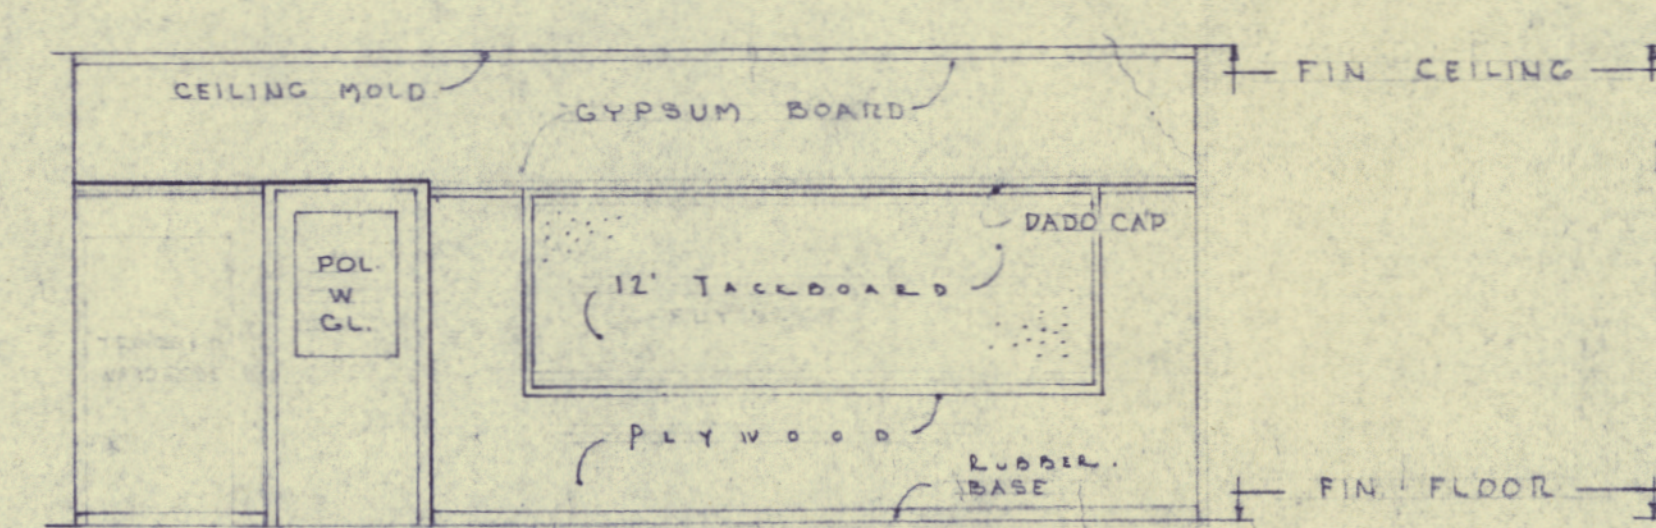 CEILING MOLD
GYPSUM BOARD
FIN CEILING
DADO CAP
POL.
W.
GL.
12' TACKBOARD
PLYWOOD
RUBBER.
BASE
FIN. FLOOR